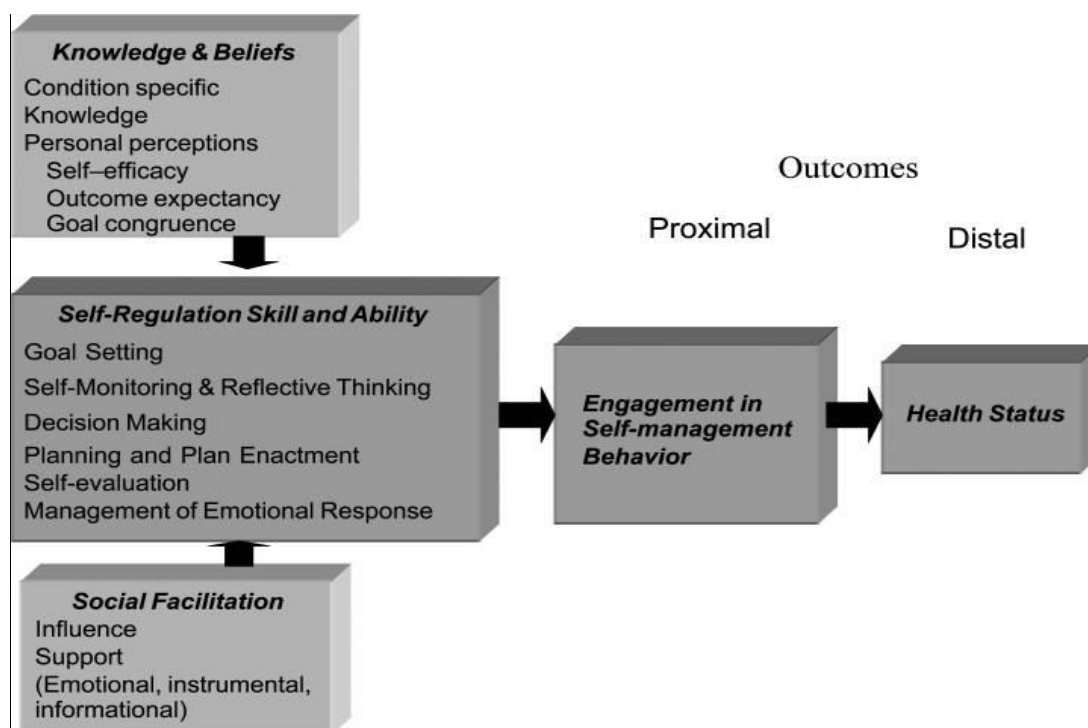 Knowledge & Beliefs
Condition specific
Knowledge
Personal perceptions
Self–efficacy
Outcome expectancy
Goal congruence
Outcomes
Proximal
Distal
Self-Regulation Skill and Ability
Goal Setting
Self-Monitoring & Reflective Thinking
Decision Making
Planning and Plan Enactment
Self-evaluation
Management of Emotional Response
Engagement in
Self-management
Behavior
Health Status
Social Facilitation
Influence
Support
(Emotional, instrumental,
informational)